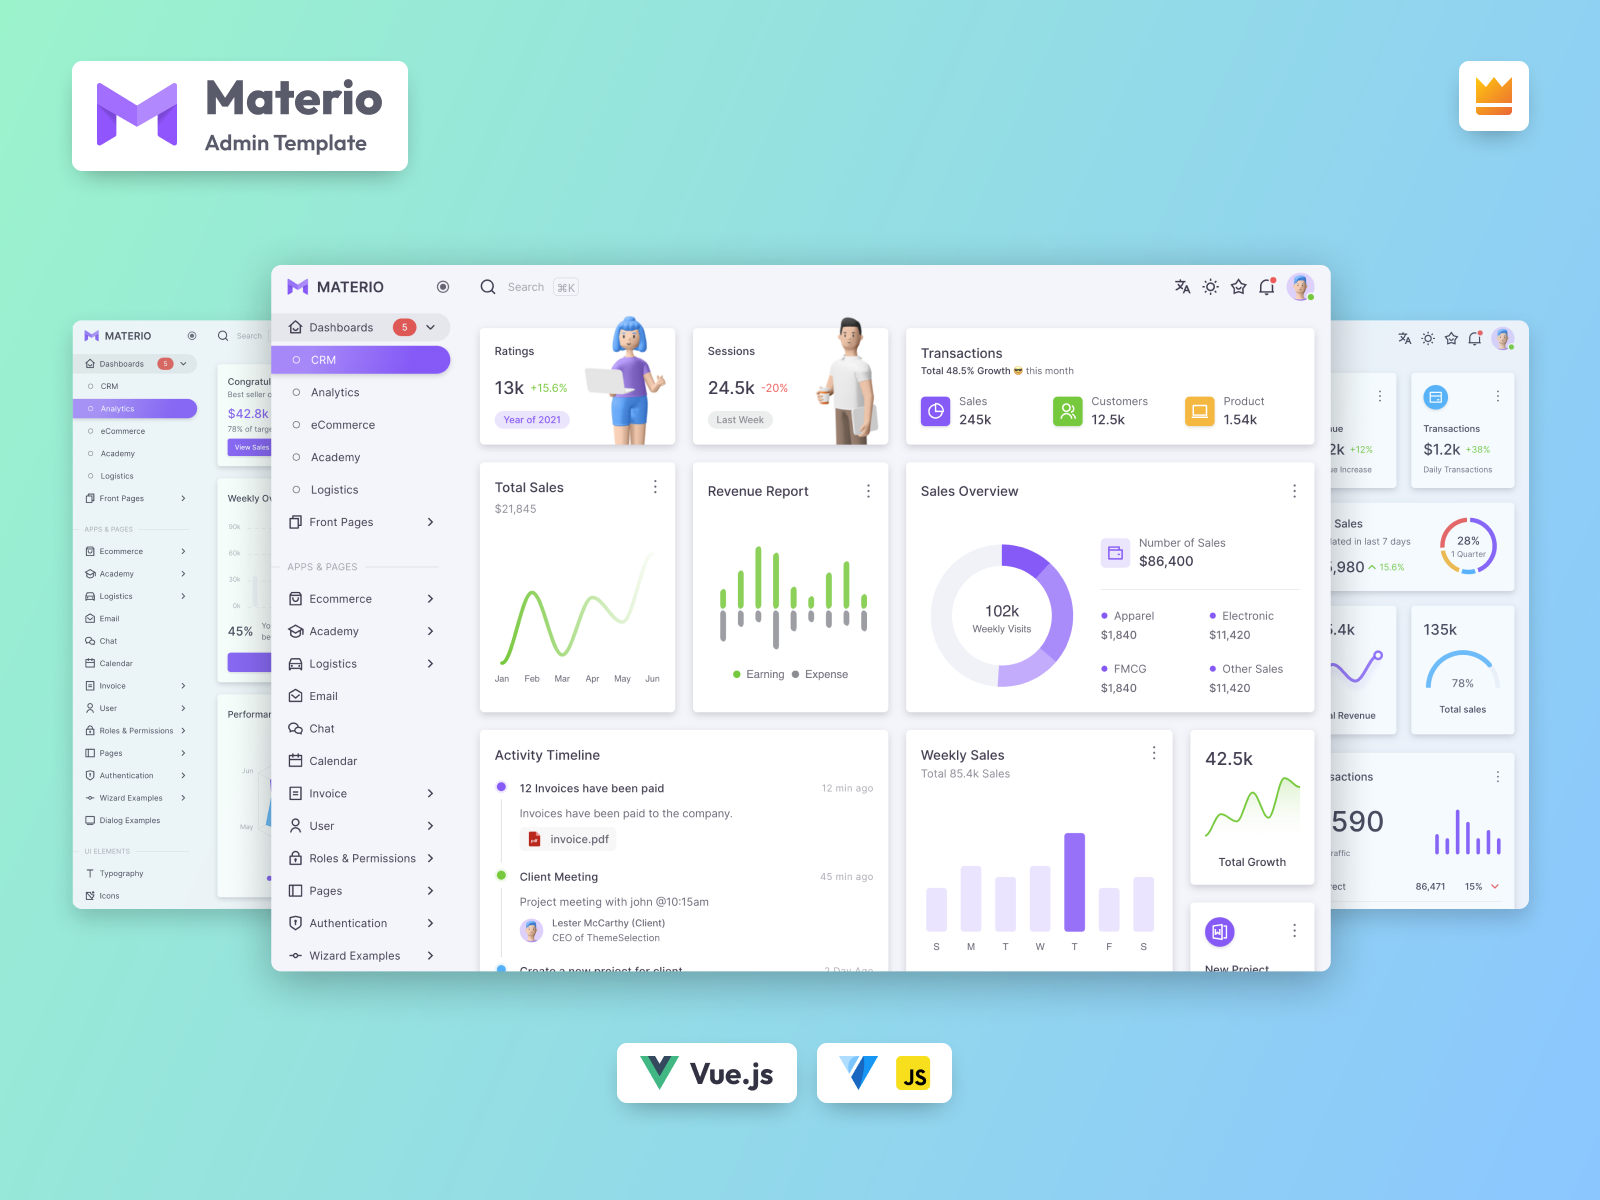 Materio
Admin Template
MATERIO
Dashboards 5
CRM
Analytics
eCommerce
Academy
Logistics
Front Pages
APPS & PAGES
Ecommerce
Academy
Logistics
Email
Chat
Calendar
Invoice
User
Roles & Permissions
Pages
Authentication
Wizard Examples
Search ⌘K
Ratings
13k +15.6%
Year of 2021
Sessions
24.5k -20%
Last Week
Transactions
Total 48.5% Growth 😎 this month
Sales
245k
Customers
12.5k
Product
1.54k
Total Sales
$21,845
Jan Feb Mar Apr May Jun
Revenue Report
Earning Expense
Sales Overview
102k
Weekly Visits
Number of Sales
$86,400
Apparel
$1,840
Electronic
$11,420
FMCG
$1,840
Other Sales
$11,420
Activity Timeline
12 Invoices have been paid 12 min ago
Invoices have been paid to the company.
pdf invoice.pdf
Client Meeting 45 min ago
Project meeting with john @10:15am
Lester McCarthy (Client)
CEO of ThemeSelection
Create a new project for client 2 Day Ago
Weekly Sales
Total 85.4k Sales
S M T W T F S
42.5k
Total Growth
New Project
MATERIO
Dashboards 5
CRM
Analytics
eCommerce
Academy
Logistics
Front Pages
APPS & PAGES
Ecommerce
Academy
Logistics
Email
Chat
Calendar
Invoice
User
Roles & Permissions
Pages
Authentication
Wizard Examples
Dialog Examples
UI ELEMENTS
Typography
Icons
Search
Congratul
Best seller o
$42.8k
78% of targe
View Sales
Weekly Ov
90k
60k
30k
0k
45% Yo
be
Performan
Jun
May
ue
2k +12%
ue Increase
Transactions
$1.2k +38%
Daily Transactions
Sales
lated in last 7 days
5,980 15.6%
28%
1 Quarter
5.4k
al Revenue
135k
78%
Total sales
sactions
590
raffic
rect 86,471 15%
Vue.js
JS